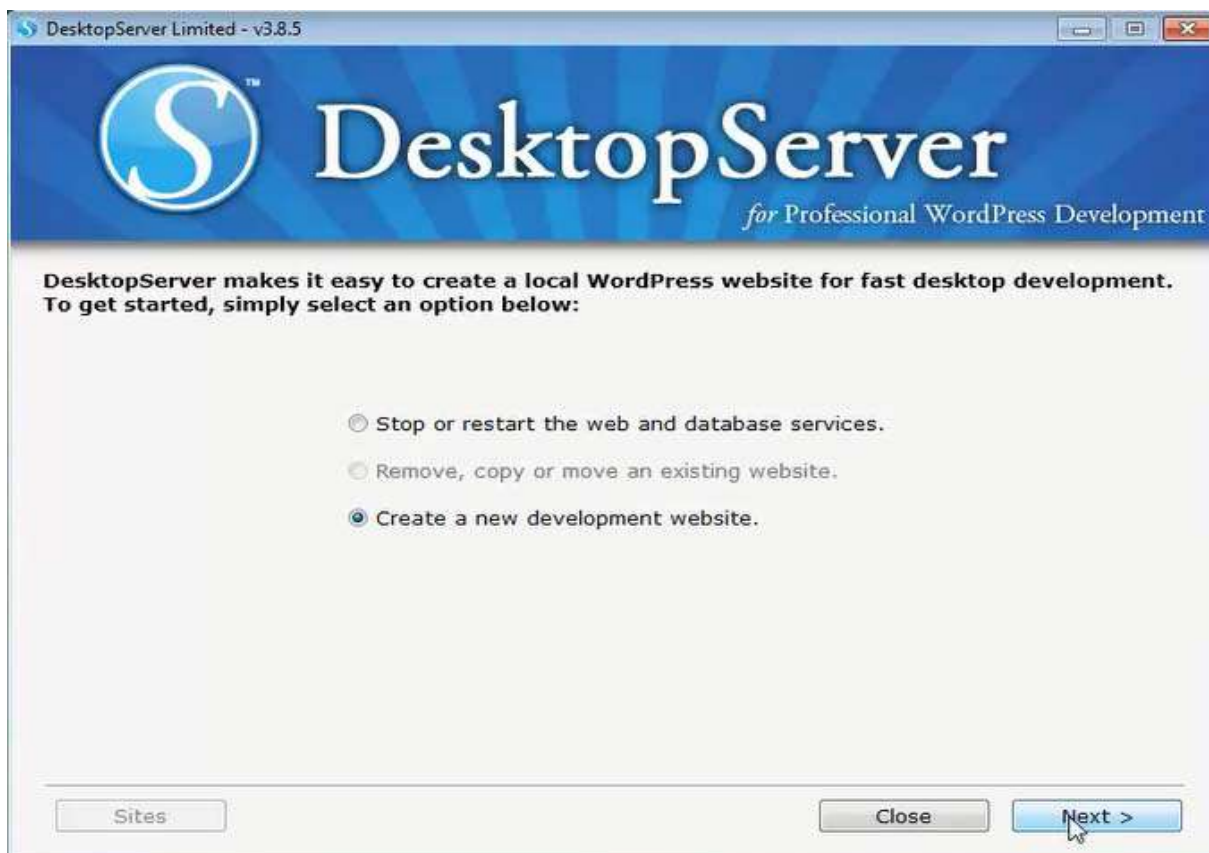 DesktopServer Limited - v3.8.5
S
™
DesktopServer
for Professional WordPress Development
DesktopServer makes it easy to create a local WordPress website for fast desktop development.
To get started, simply select an option below:
Stop or restart the web and database services.
Remove, copy or move an existing website.
Create a new development website.
Sites
Close
Next >